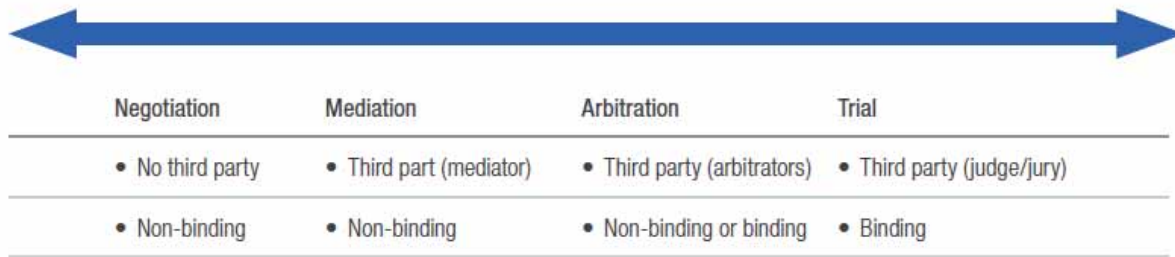 Negotiation Mediation Arbitration Trial
• No third party • Third part (mediator) • Third party (arbitrators) • Third party (judge/jury)
• Non-binding • Non-binding • Non-binding or binding • Binding